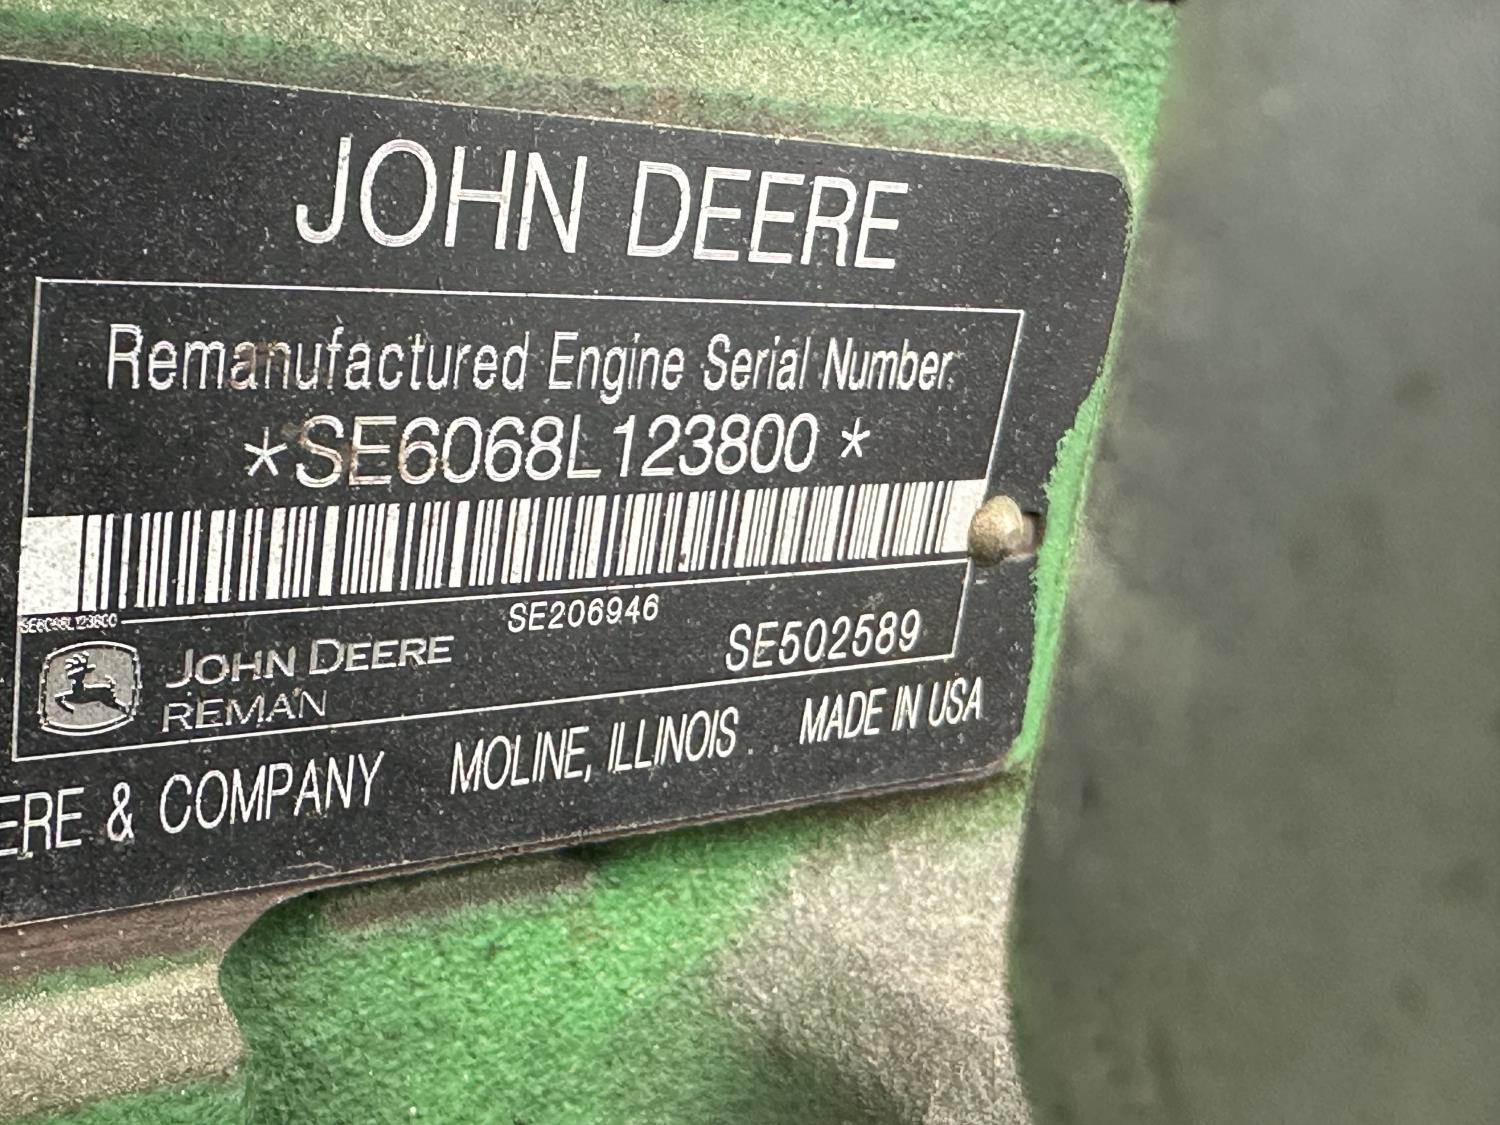 JOHN DEERE
Remanufactured Engine Serial Number
*SE6068L123800*
SE6068L123800
SE206946
SE502589
JOHN DEERE
REMAN
ERE & COMPANY MOLINE, ILLINOIS MADE IN USA